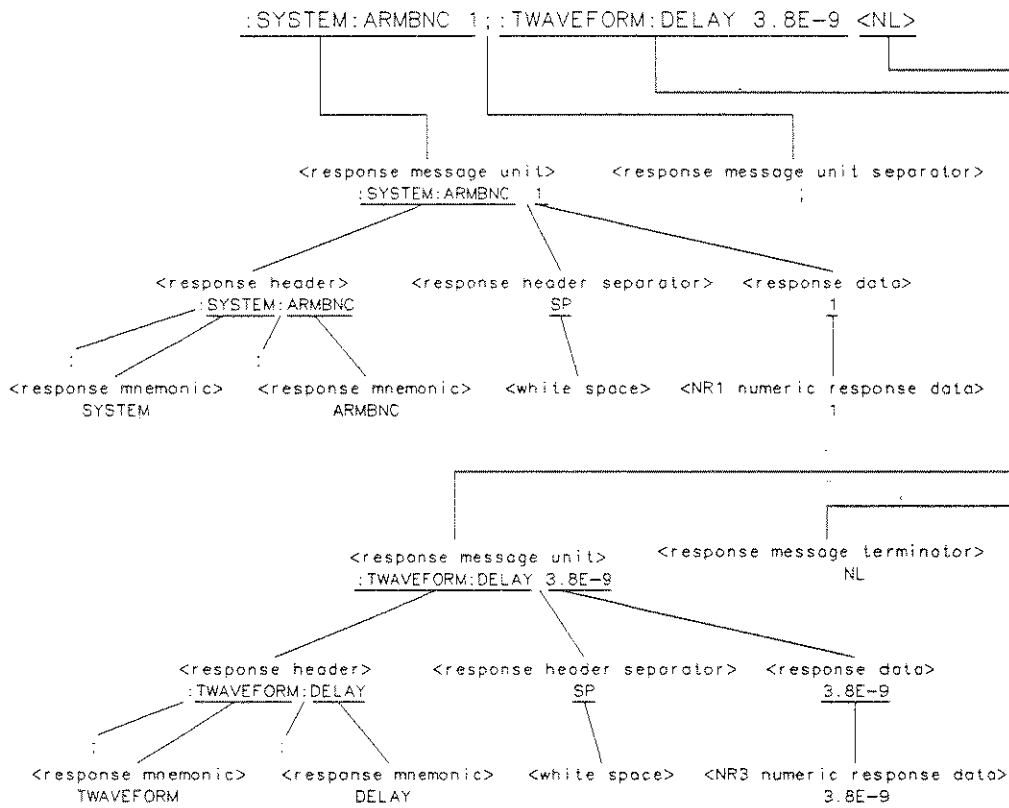 :SYSTEM:ARMBNC 1;:TWAVEFORM:DELAY 3.8E-9 <NL>
<response message unit> <response message unit separator>
:SYSTEM:ARMBNC 1 ;
<response header> <response header separator> <response data>
:SYSTEM:ARMBNC SP 1
: :
<response mnemonic> <response mnemonic> <white space> <NR1 numeric response data>
SYSTEM ARMBNC 1
<response message unit> <response message terminator>
:TWAVEFORM:DELAY 3.8E-9 NL
<response header> <response header separator> <response data>
:TWAVEFORM:DELAY SP 3.8E-9
: :
<response mnemonic> <response mnemonic> <white space> <NR3 numeric response data>
TWAVEFORM DELAY 3.8E-9